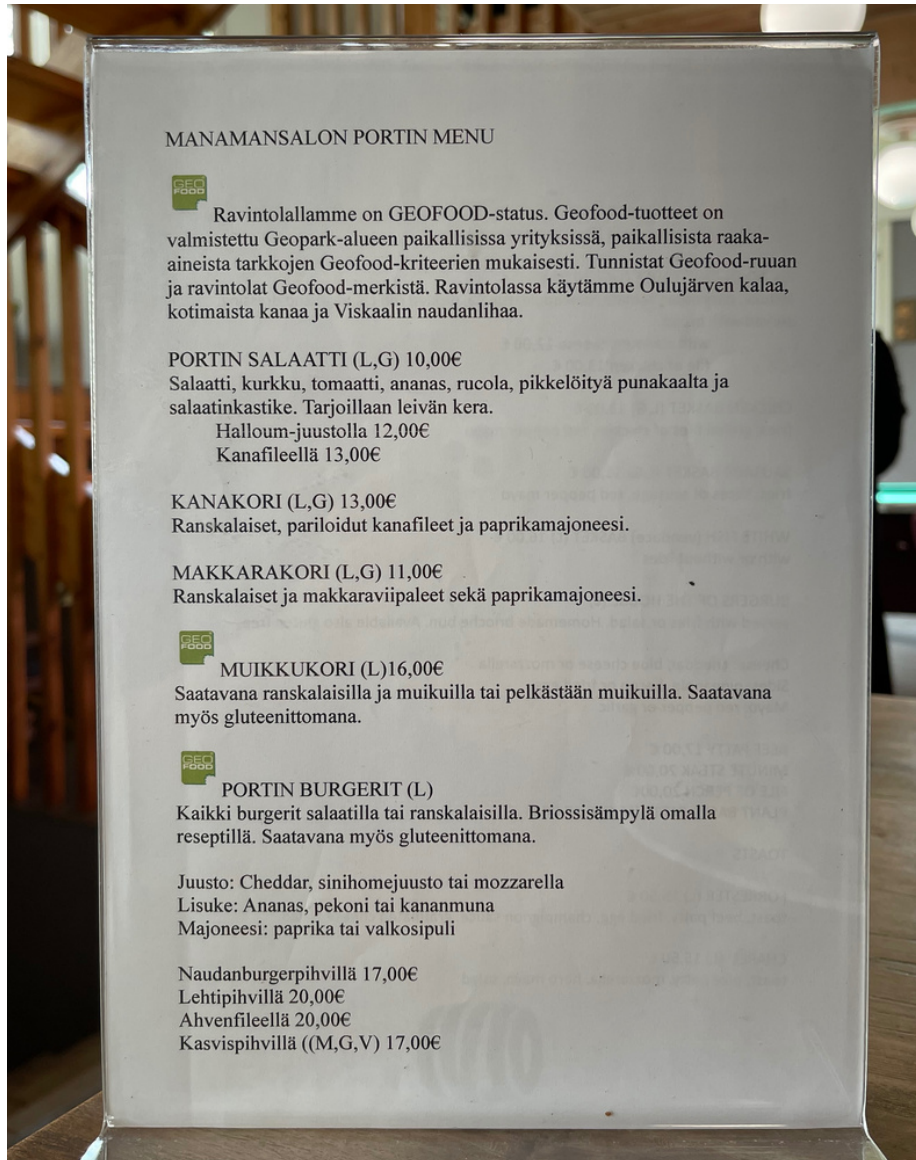 MANAMANSALON PORTIN MENU
GEO
FOOD
Ravintolallamme on GEOFOOD-status. Geofood-tuotteet on
valmistettu Geopark-alueen paikallisissa yrityksissä, paikallisista raaka-
aineista tarkkojen Geofood-kriteerien mukaisesti. Tunnistat Geofood-ruuan
ja ravintolat Geofood-merkistä. Ravintolassa käytämme Oulujärven kalaa,
kotimaista kanaa ja Viskaalin naudanlihaa.
PORTIN SALAATTI (L,G) 10,00€
Salaatti, kurkku, tomaatti, ananas, rucola, pikkelöityä punakaalta ja
salaatinkastike. Tarjoillaan leivän kera.
Halloum-juustolla 12,00€
Kanafileellä 13,00€
KANAKORI (L,G) 13,00€
Ranskalaiset, pariloidut kanafileet ja paprikamajoneesi.
MAKKARAKORI (L,G) 11,00€
Ranskalaiset ja makkaraviipaleet sekä paprikamajoneesi.
GEO
FOOD
MUIKKUKORI (L)16,00€
Saatavana ranskalaisilla ja muikuilla tai pelkästään muikuilla. Saatavana
myös gluteenittomana.
GEO
FOOD
PORTIN BURGERIT (L)
Kaikki burgerit salaatilla tai ranskalaisilla. Briossisämpylä omalla
reseptillä. Saatavana myös gluteenittomana.
Juusto: Cheddar, sinihomejuusto tai mozzarella
Lisuke: Ananas, pekoni tai kananmuna
Majoneesi: paprika tai valkosipuli
Naudanburgerpihvillä 17,00€
Lehtipihvillä 20,00€
Ahvenfileellä 20,00€
Kasvispihvillä ((M,G,V) 17,00€